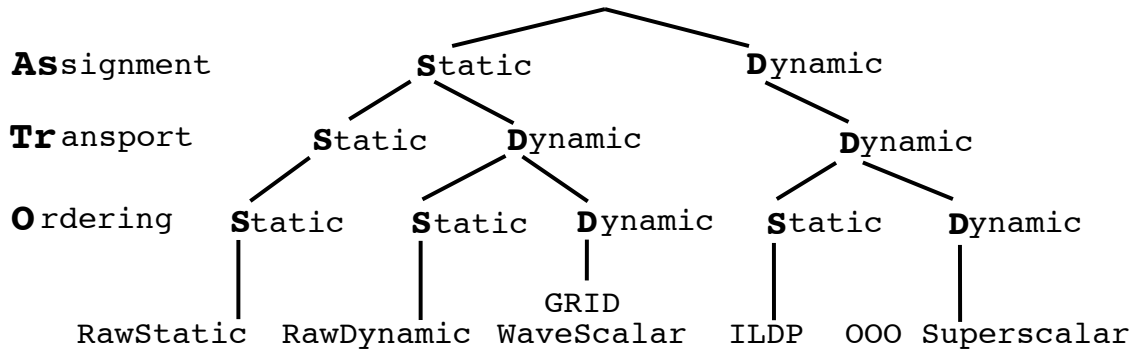 Assignment Static Dynamic
Transport Static Dynamic Dynamic
Ordering Static Static Dynamic Static Dynamic
GRID
RawStatic RawDynamic WaveScalar ILDP OOO Superscalar